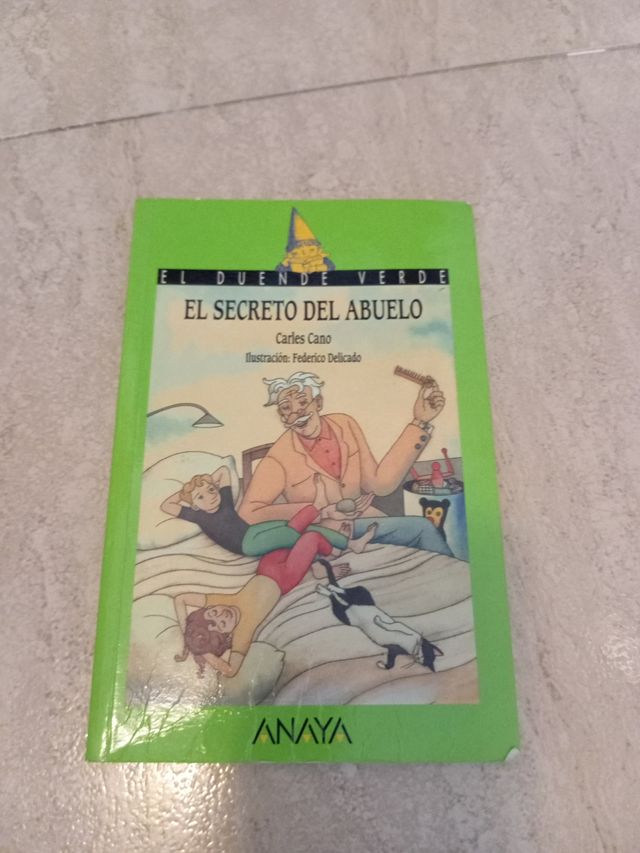 EL DUENDE VERDE
EL SECRETO DEL ABUELO
Carles Cano
Ilustración: Federico Delicado
ANAYA